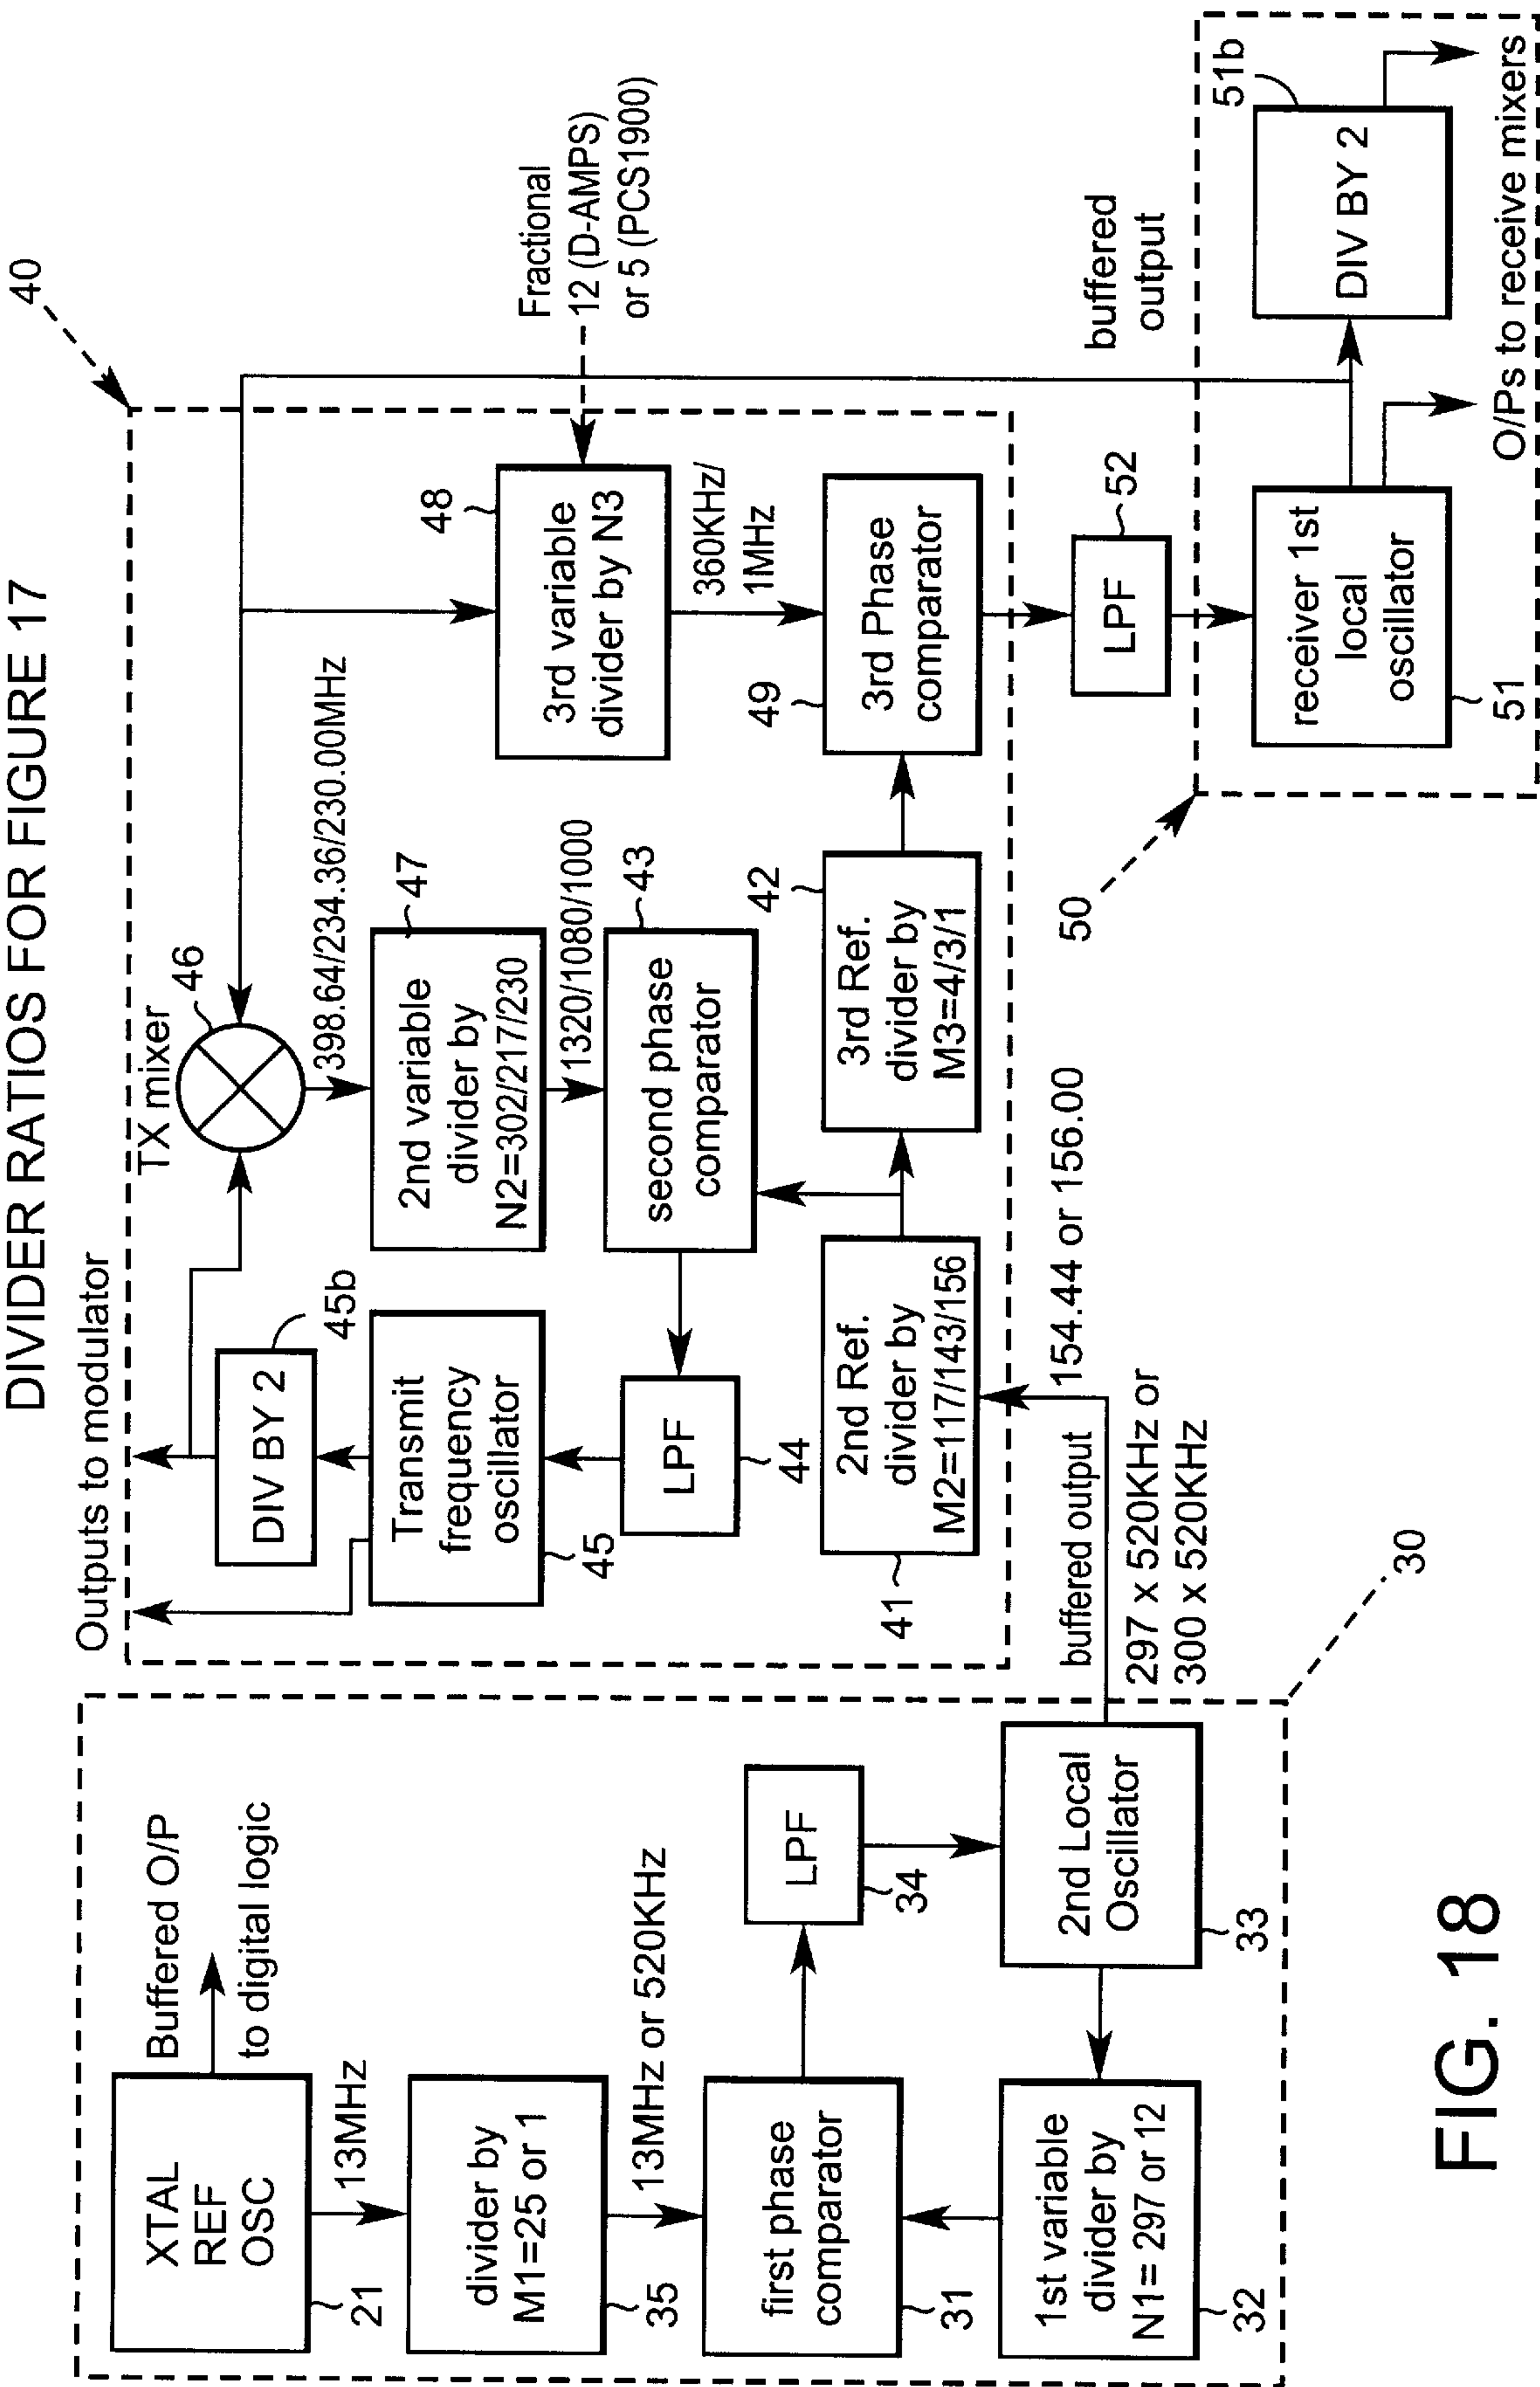 DIVIDER RATIOS FOR FIGURE 17
Outputs to modulator
40
TX mixer
46
398.64/234.36/230.00MHz
DIV BY 2
45b
Transmit
frequency
oscillator
45
2nd variable
divider by
N2=302/217/230
47
1320/1080/1000
LPF
44
second phase
comparator
43
3rd variable
divider by N3
48
Fractional
12 (D-AMPS)
or 5 (PCS1900)
360KHz/
1MHz
2nd Ref.
divider by
M2=117/143/156
41
3rd Ref.
divider by
M3=4/3/1
42
3rd Phase
comparator
49
154.44 or 156.00
buffered output
297 x 520KHz or
300 x 520KHz
LPF
52
buffered
output
50
receiver 1st
local
oscillator
51
DIV BY 2
51b
O/Ps to receive mixers
XTAL
REF
OSC
21
Buffered O/P
to digital logic
13MHz
divider by
M1=25 or 1
35
13MHz or 520KHz
first phase
comparator
31
LPF
34
1st variable
divider by
N1= 297 or 12
32
2nd Local
Oscillator
33
30
FIG. 18